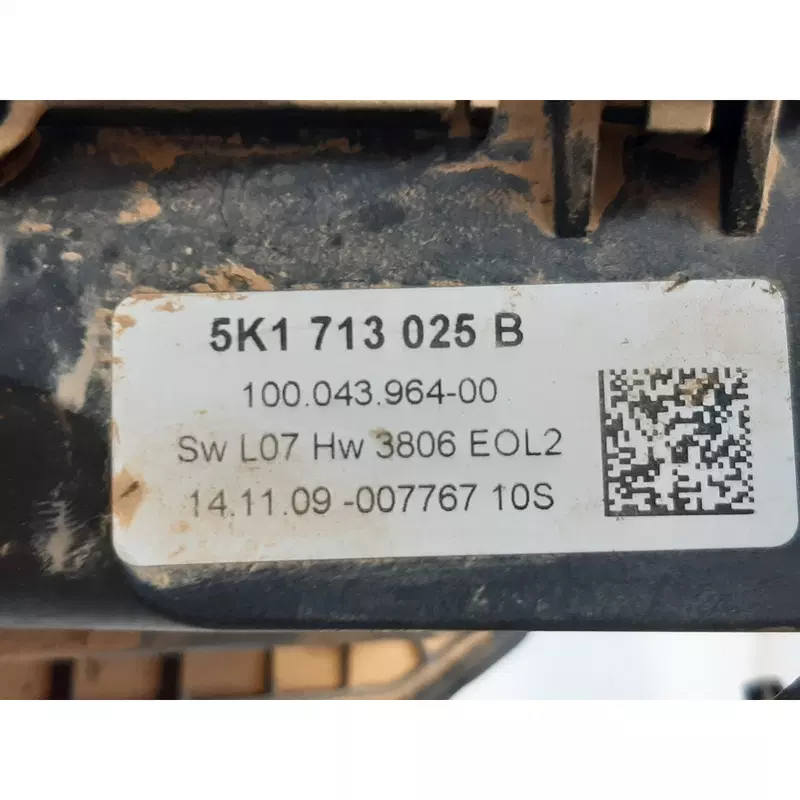 5K1 713 025 B
100.043.964-00
Sw L07 Hw 3806 EOL2
14.11.09 -007767 10S